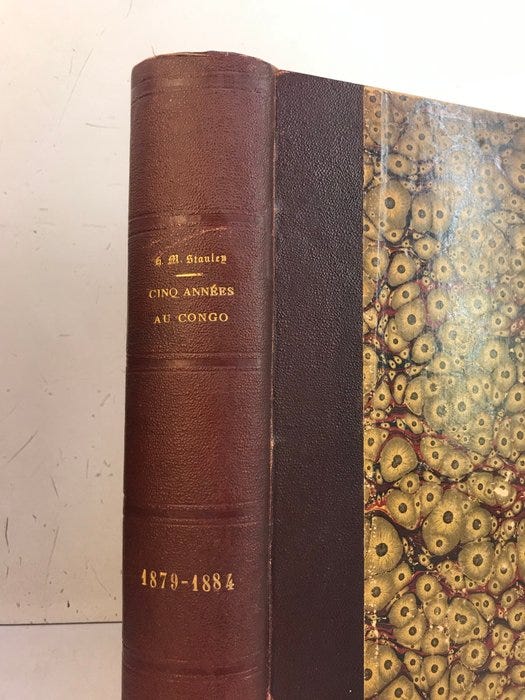 H. M. Stanley
CINQ ANNÉES
AU CONGO
1879-1884